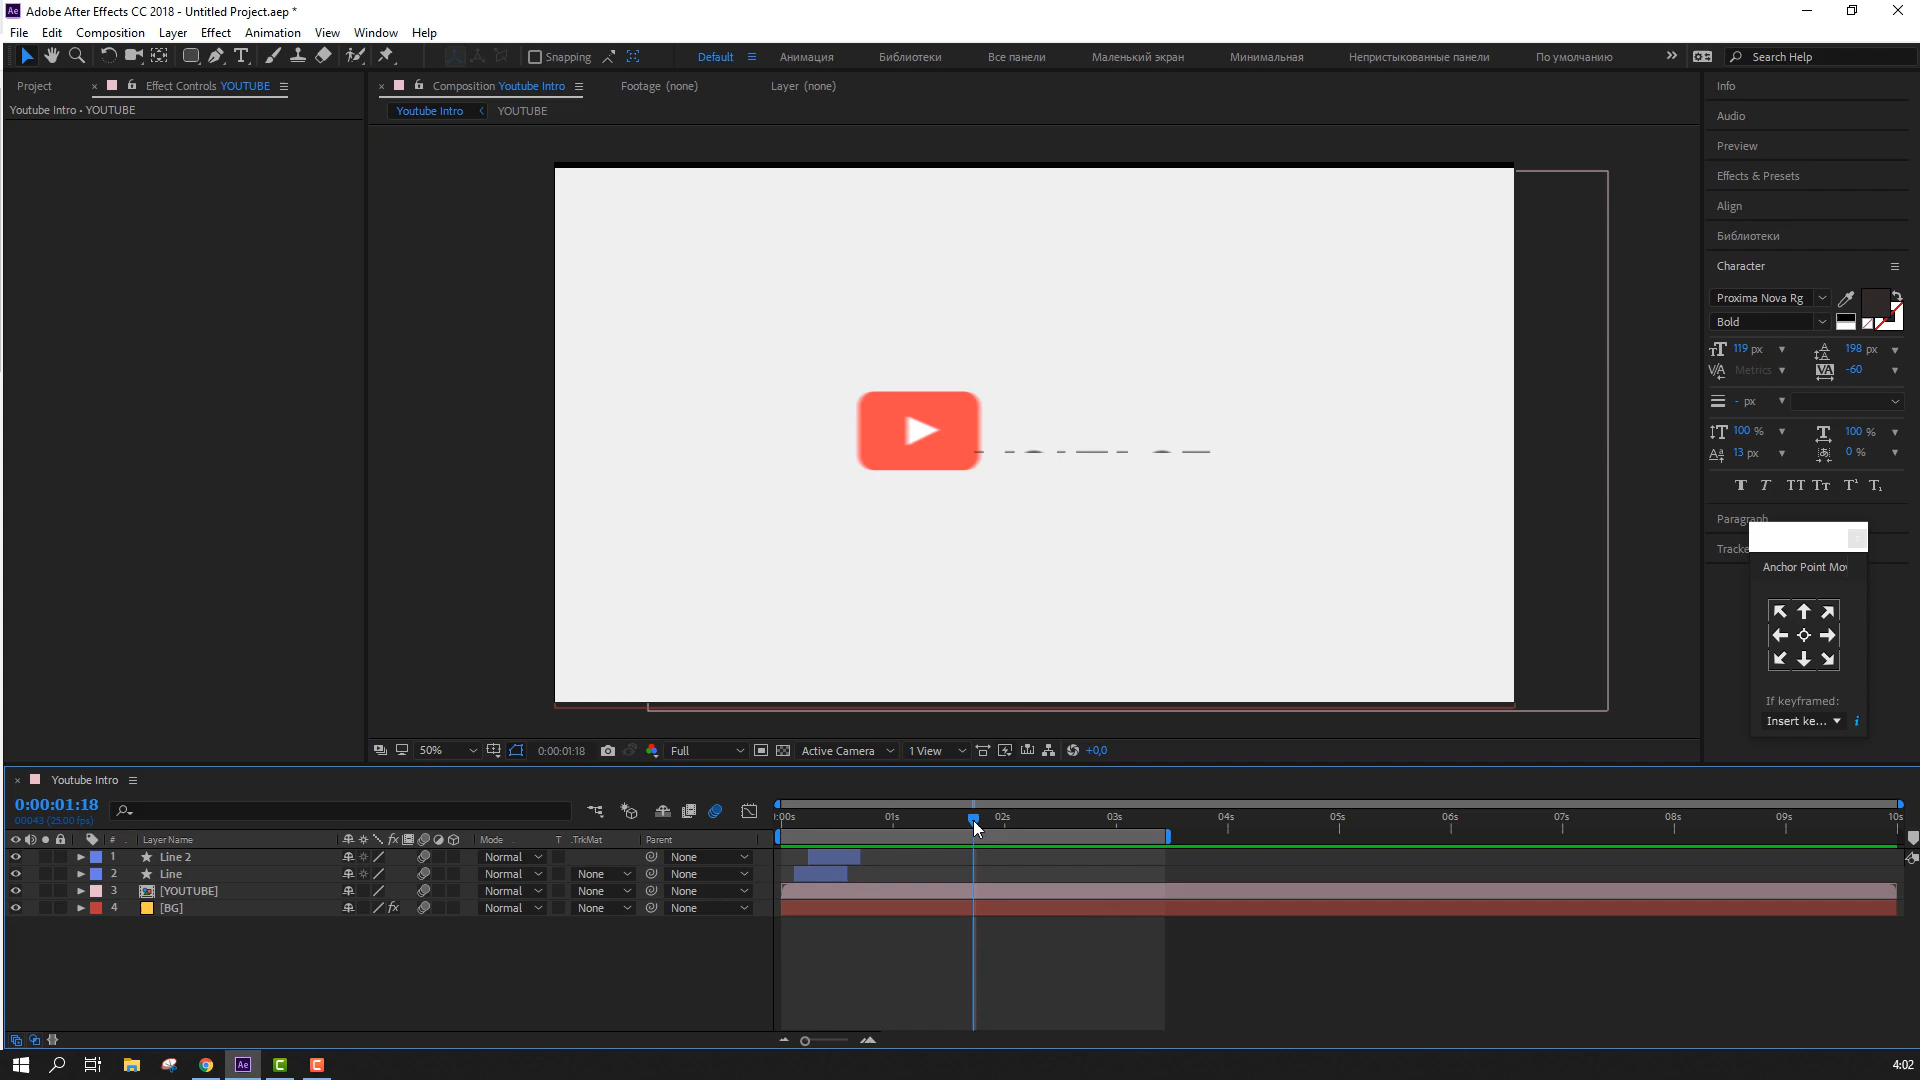 Adobe After Effects CC 2018 - Untitled Project.aep *
File Edit Composition Layer Effect Animation View Window Help
Snapping Default Анимация Библиотеки Все панели Маленький экран Минимальная Непристыкованные панели По умолчанию Search Help
Project Effect Controls YOUTUBE Composition Youtube Intro Footage (none) Layer (none) Info
Youtube Intro • YOUTUBE Youtube Intro YOUTUBE
Audio
Preview
Effects & Presets
Align
Библиотеки
Character
Proxima Nova Rg
Bold
119 px 198 px
Metrics -60
- px
100 % 100 %
13 px 0 %
Paragraph
Tracke
Anchor Point Mov
If keyframed:
Insert ke...
50% 0:00:01:18 Full Active Camera 1 View +0,0
Youtube Intro
0:00:01:18
00043 (25.00 fps)
:00s 01s 02s 03s 04s 05s 06s 07s 08s 09s 10s
# Layer Name Mode T .TrkMat Parent
1 Line 2 Normal None
2 Line Normal None None
3 [YOUTUBE] Normal None None
4 [BG] fx Normal None None
4:02